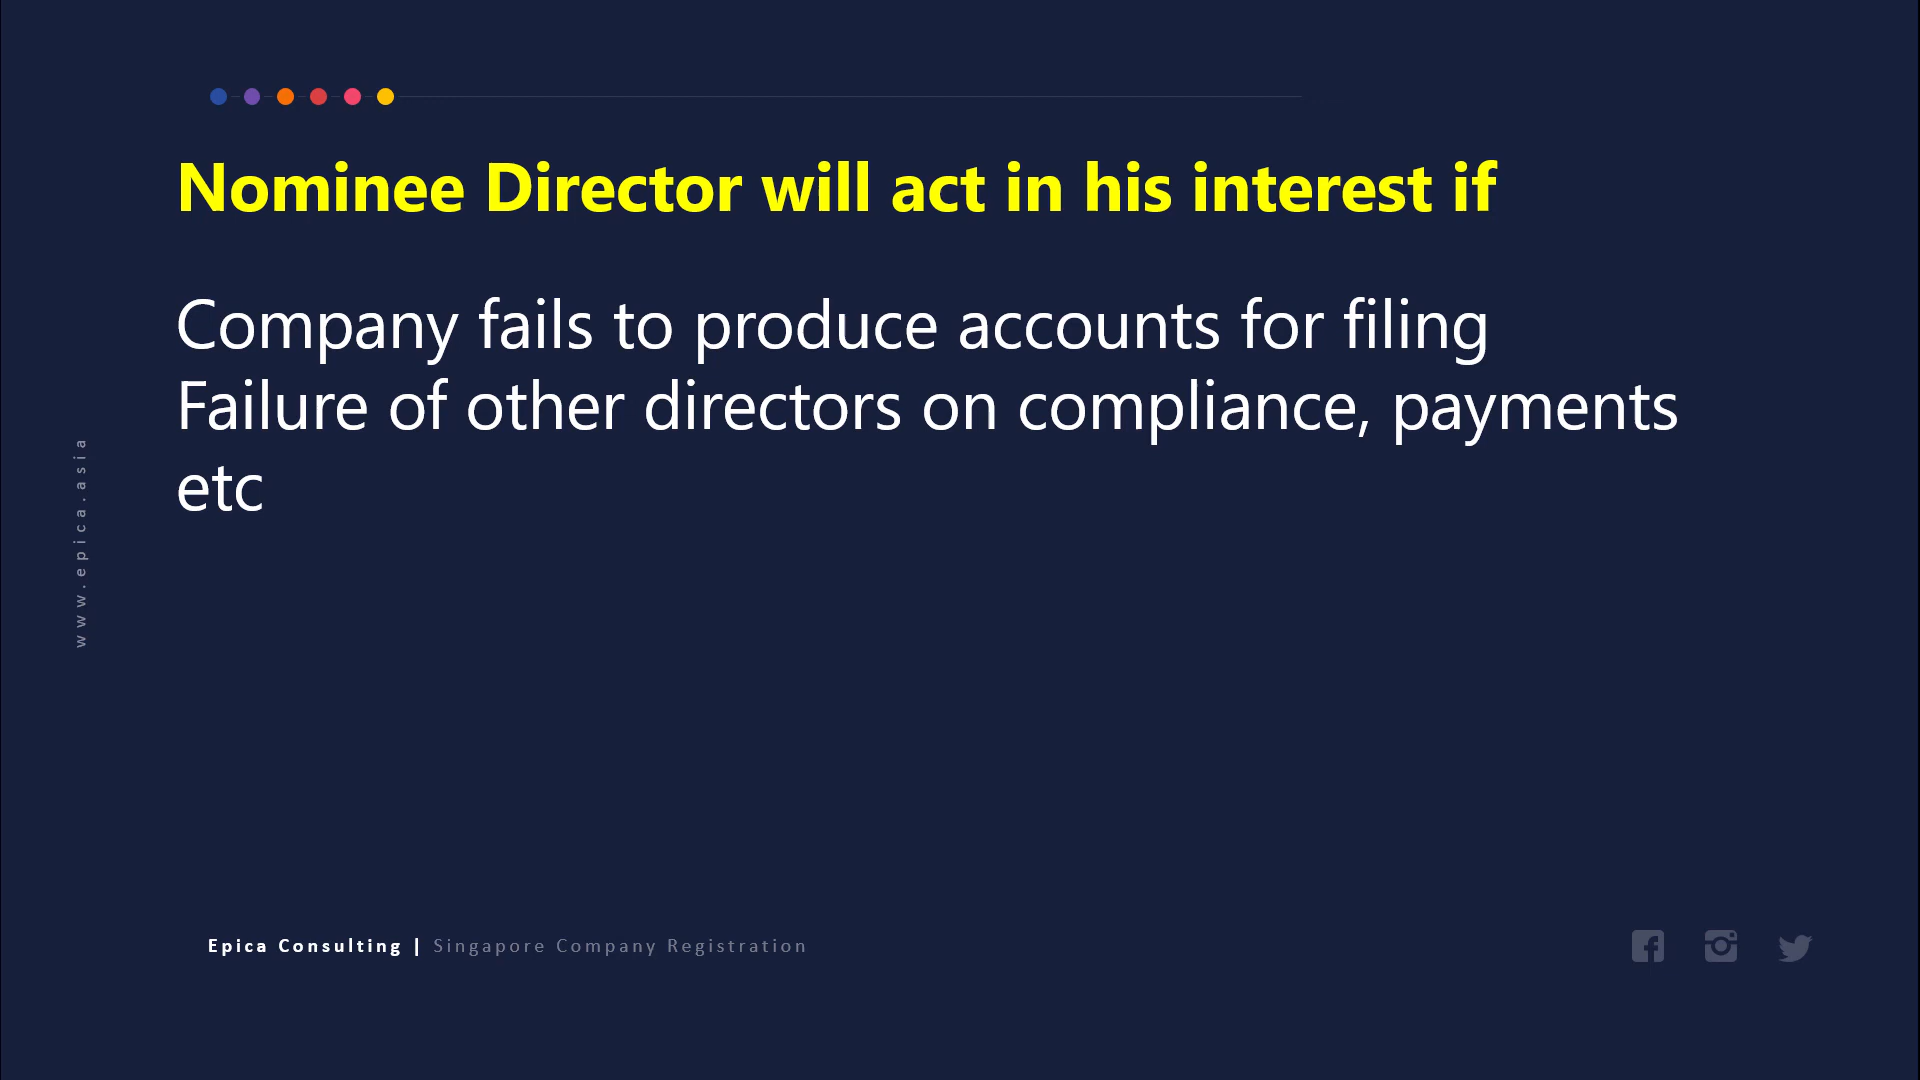 Nominee Director will act in his interest if
Company fails to produce accounts for filing
Failure of other directors on compliance, payments
etc
www.epica.asia
Epica Consulting | Singapore Company Registration